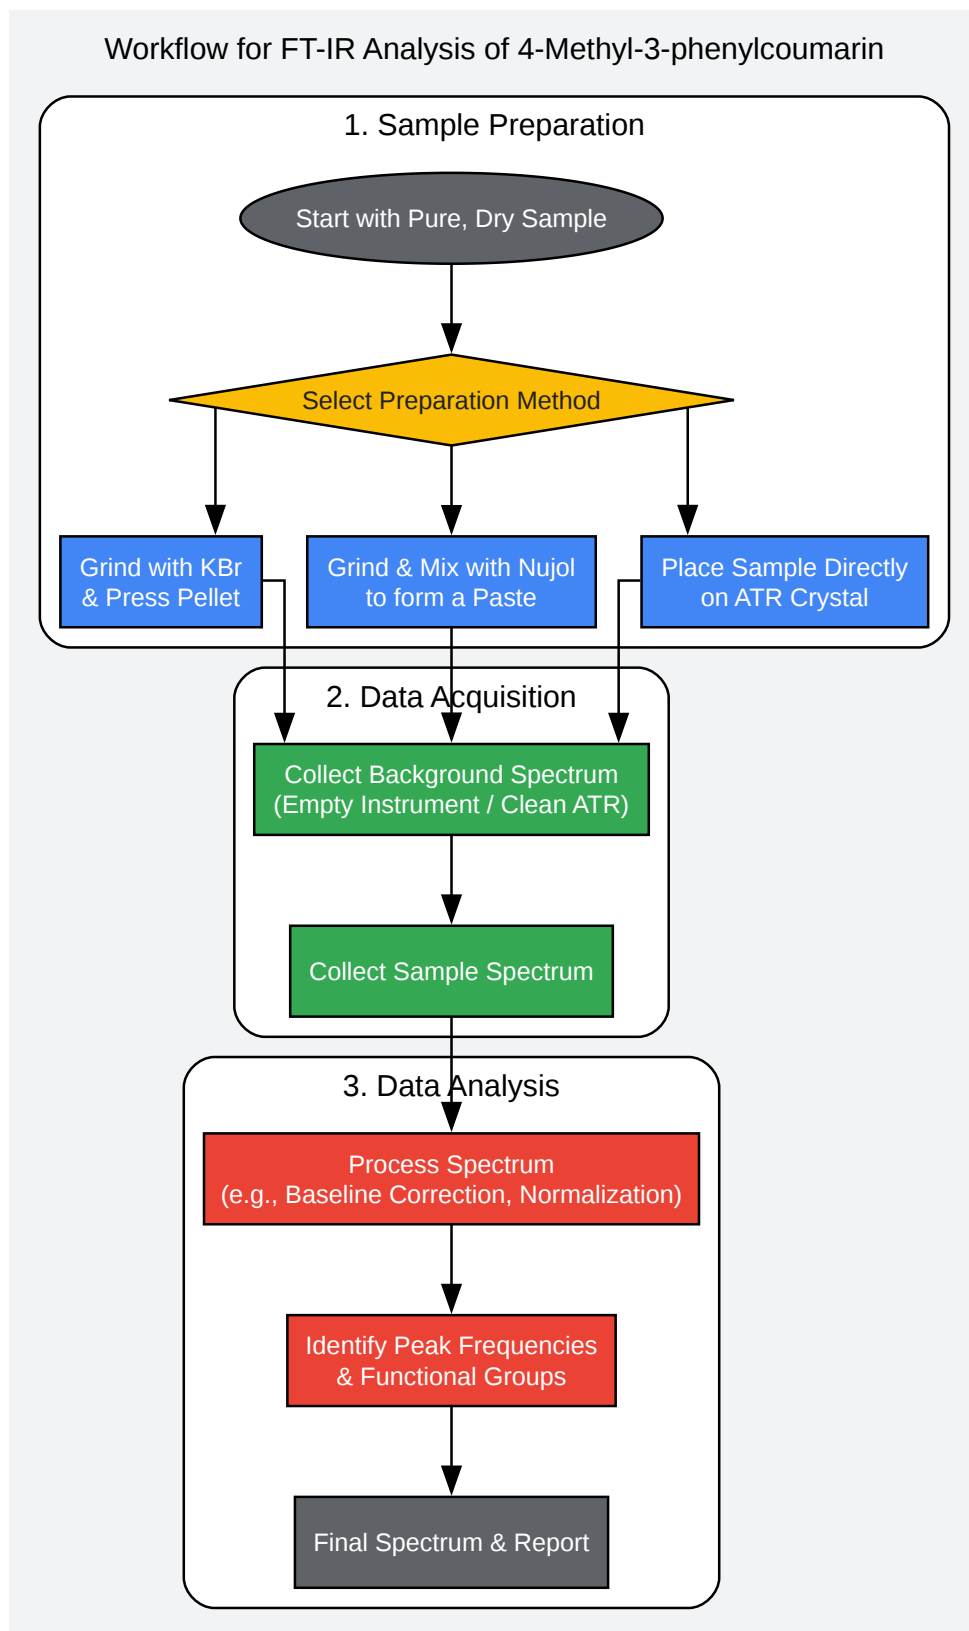 Workflow for FT-IR Analysis of 4-Methyl-3-phenylcoumarin
1. Sample Preparation
Start with Pure, Dry Sample
Select Preparation Method
Grind with KBr
& Press Pellet
Grind & Mix with Nujol
to form a Paste
Place Sample Directly
on ATR Crystal
2. Data Acquisition
Collect Background Spectrum
(Empty Instrument / Clean ATR)
Collect Sample Spectrum
3. Data Analysis
Process Spectrum
(e.g., Baseline Correction, Normalization)
Identify Peak Frequencies
& Functional Groups
Final Spectrum & Report